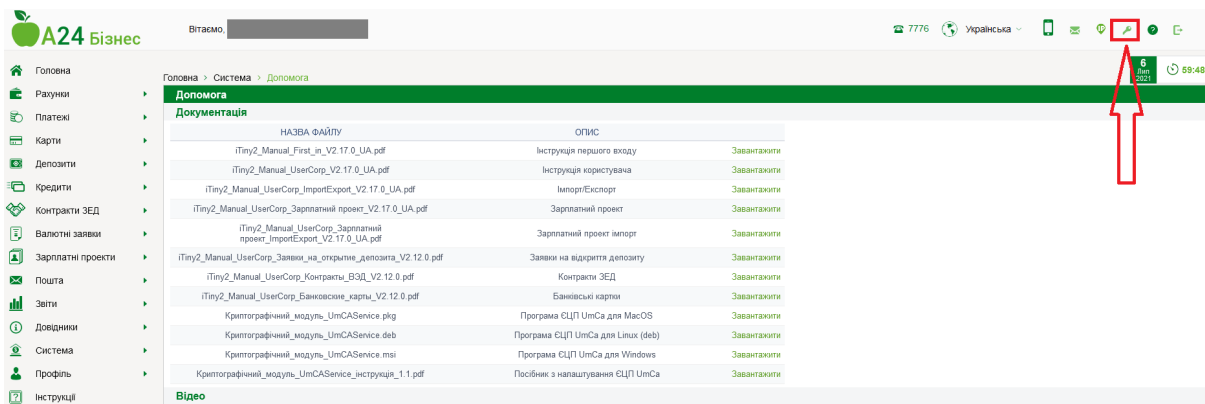 А24 Бізнес
Вітаємо,
7776 Українська
6
Лип
2021
59:48
Головна
Рахунки
Платежі
Карти
Депозити
Кредити
Контракти ЗЕД
Валютні заявки
Зарплатні проекти
Пошта
Звіти
Довідники
Система
Профіль
Інструкції
Головна > Система > Допомога
Допомога
Документація
НАЗВА ФАЙЛУ ОПИС
iTiny2_Manual_First_in_V2.17.0_UA.pdf Інструкція першого входу Завантажити
iTiny2_Manual_UserCorp_V2.17.0_UA.pdf Інструкція користувача Завантажити
iTiny2_Manual_UserCorp_ImportExport_V2.17.0_UA.pdf Імпорт/Експорт Завантажити
iTiny2_Manual_UserCorp_Зарплатний проект_V2.17.0_UA.pdf Зарплатний проект Завантажити
iTiny2_Manual_UserCorp_Зарплатний
проект_ImportExport_V2.17.0_UA.pdf Зарплатний проект імпорт Завантажити
iTiny2_Manual_UserCorp_Заявки_на_открытие_депозита_V2.12.0.pdf Заявки на відкриття депозиту Завантажити
iTiny2_Manual_UserCorp_Контракты_ВЭД_V2.12.0.pdf Контракти ЗЕД Завантажити
iTiny2_Manual_UserCorp_Банковские_карты_V2.12.0.pdf Банківські картки Завантажити
Криптографічний_модуль_UmCAService.pkg Програма ЄЦП UmCa для MacOS Завантажити
Криптографічний_модуль_UmCAService.deb Програма ЄЦП UmCa для Linux (deb) Завантажити
Криптографічний_модуль_UmCAService.msi Програма ЄЦП UmCa для Windows Завантажити
Криптографічний_модуль_UmCAService_інструкція_1.1.pdf Посібник з налаштування ЄЦП UmCa Завантажити
Відео